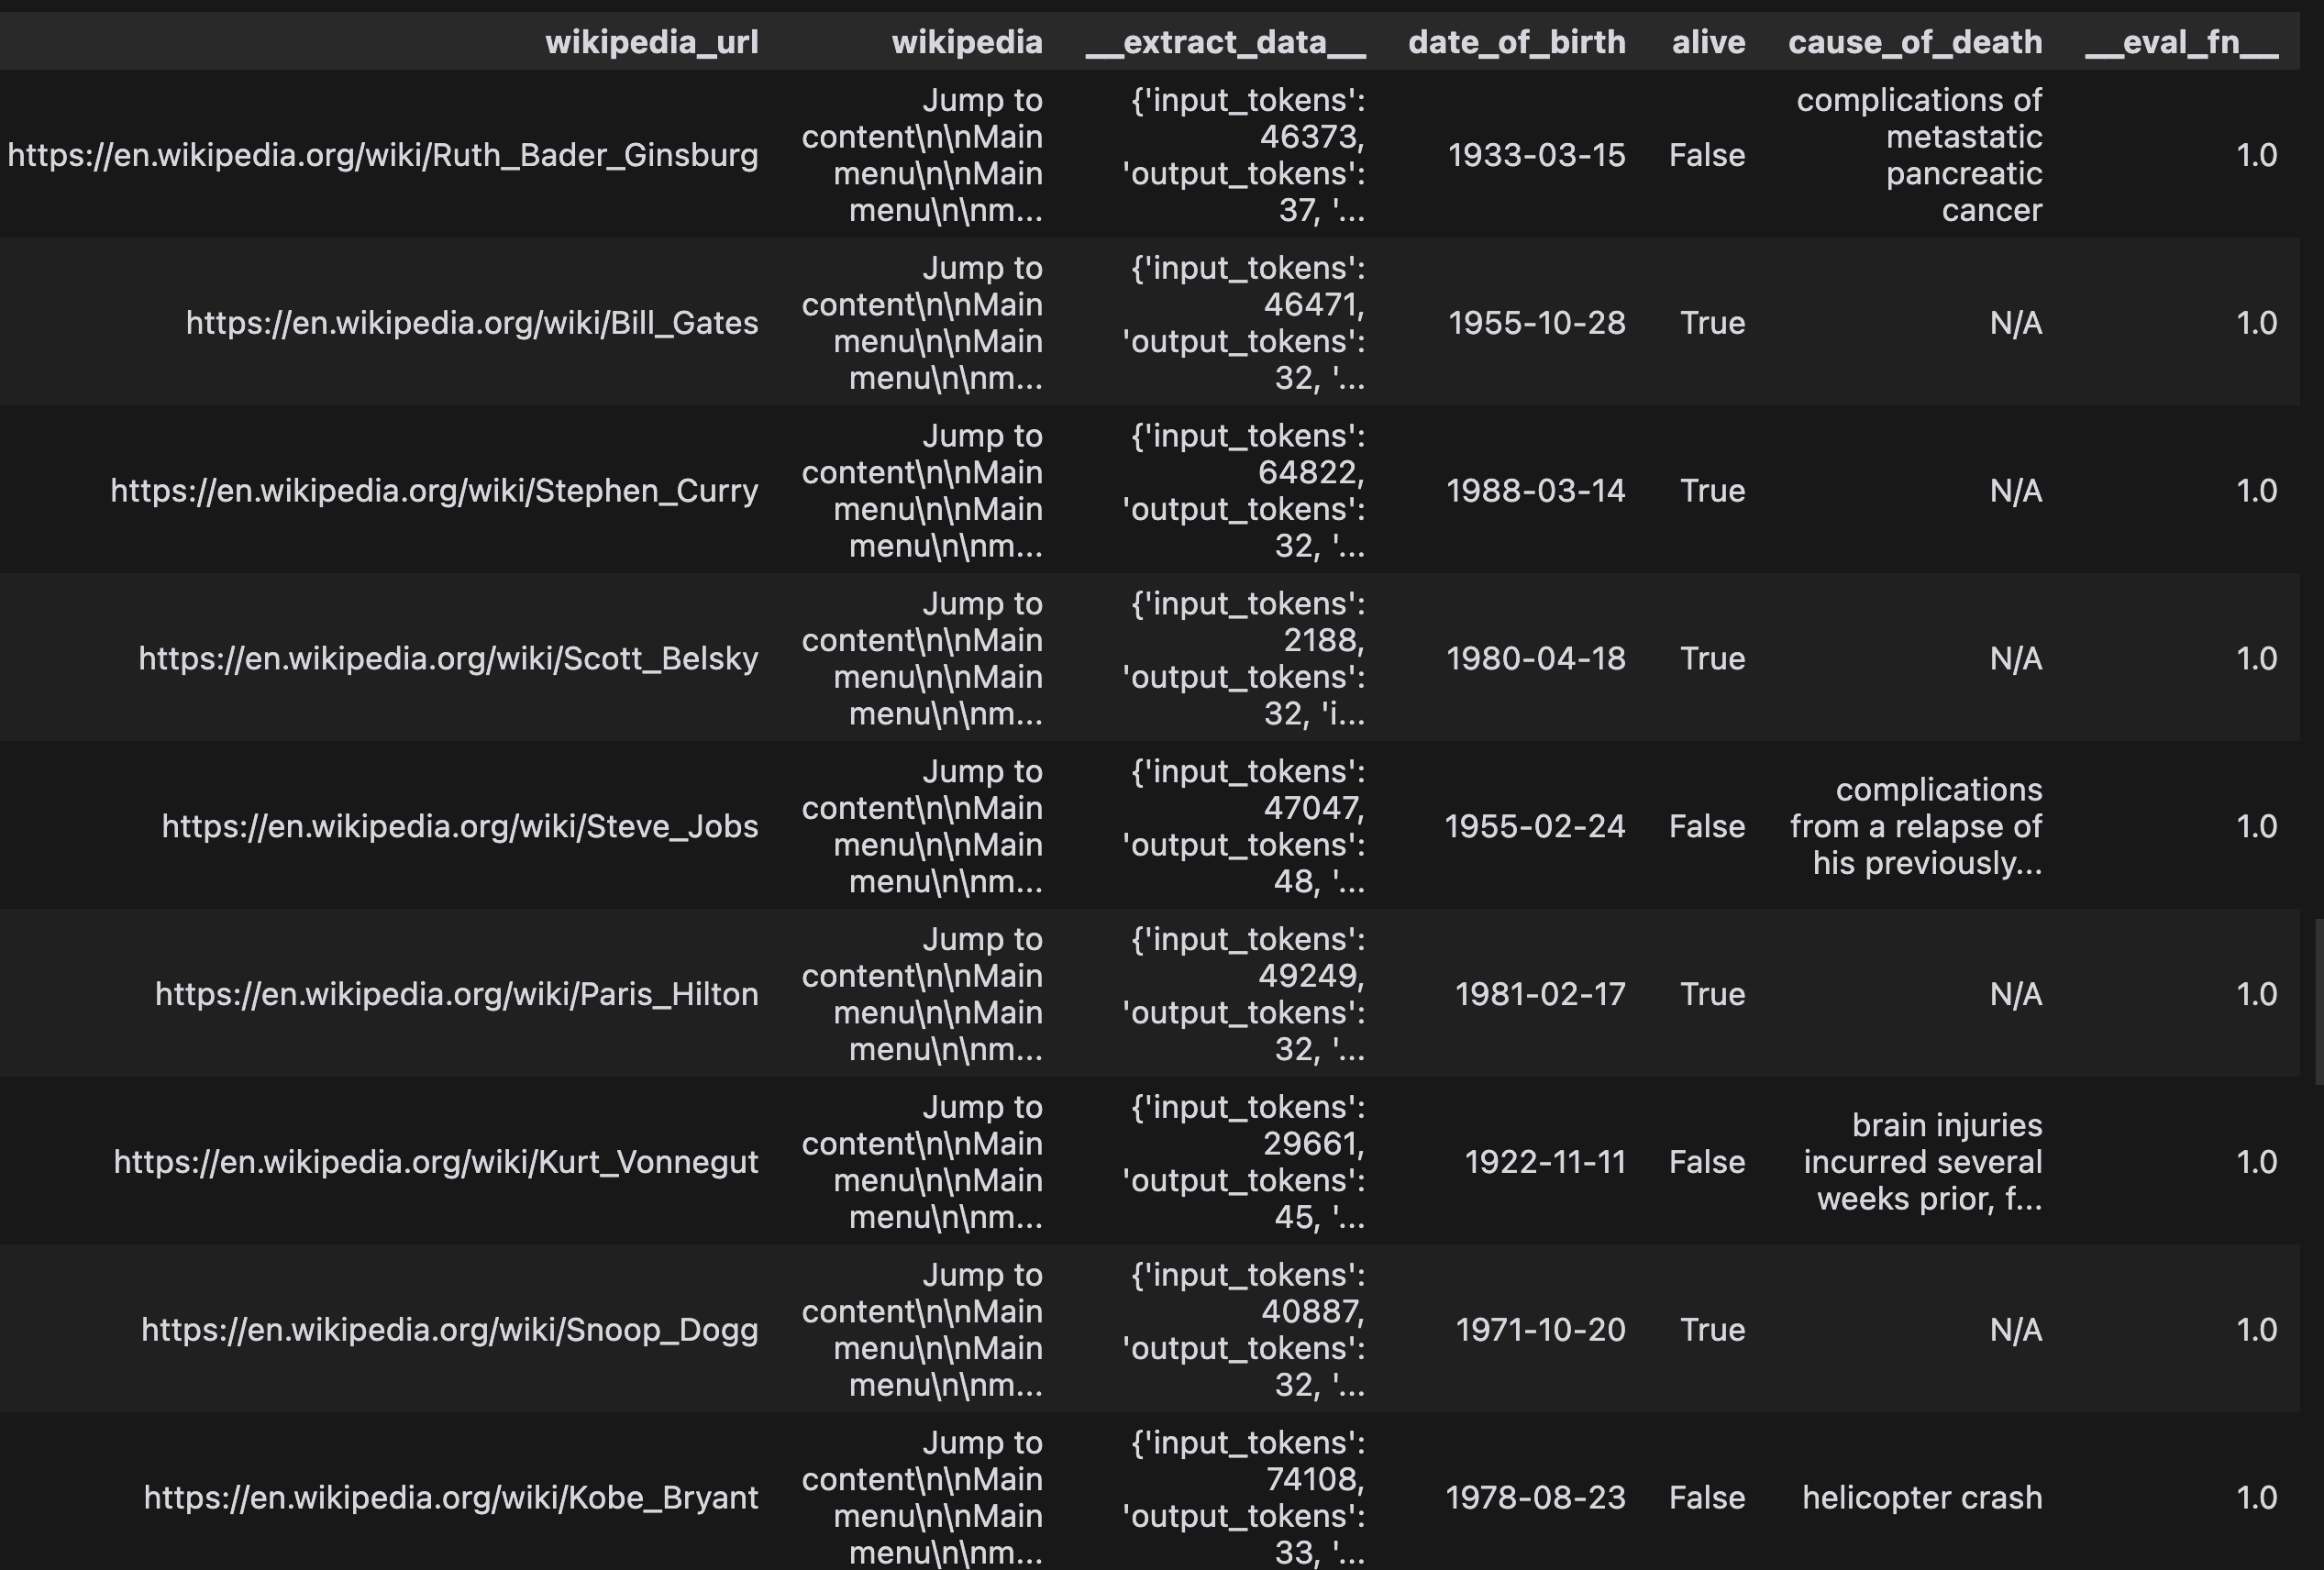 wikipedia_url wikipedia __extract_data__ date_of_birth alive cause_of_death __eval_fn__
https://en.wikipedia.org/wiki/Ruth_Bader_Ginsburg
Jump to
content\n\nMain
menu\n\nMain
menu\n\nm...
{'input_tokens':
46373,
'output_tokens':
37, '...
1933-03-15
False
complications of
metastatic
pancreatic
cancer
1.0
https://en.wikipedia.org/wiki/Bill_Gates
Jump to
content\n\nMain
menu\n\nMain
menu\n\nm...
{'input_tokens':
46471,
'output_tokens':
32, '...
1955-10-28
True
N/A
1.0
https://en.wikipedia.org/wiki/Stephen_Curry
Jump to
content\n\nMain
menu\n\nMain
menu\n\nm...
{'input_tokens':
64822,
'output_tokens':
32, '...
1988-03-14
True
N/A
1.0
https://en.wikipedia.org/wiki/Scott_Belsky
Jump to
content\n\nMain
menu\n\nMain
menu\n\nm...
{'input_tokens':
2188,
'output_tokens':
32, 'i...
1980-04-18
True
N/A
1.0
https://en.wikipedia.org/wiki/Steve_Jobs
Jump to
content\n\nMain
menu\n\nMain
menu\n\nm...
{'input_tokens':
47047,
'output_tokens':
48, '...
1955-02-24
False
complications
from a relapse of
his previously...
1.0
https://en.wikipedia.org/wiki/Paris_Hilton
Jump to
content\n\nMain
menu\n\nMain
menu\n\nm...
{'input_tokens':
49249,
'output_tokens':
32, '...
1981-02-17
True
N/A
1.0
https://en.wikipedia.org/wiki/Kurt_Vonnegut
Jump to
content\n\nMain
menu\n\nMain
menu\n\nm...
{'input_tokens':
29661,
'output_tokens':
45, '...
1922-11-11
False
brain injuries
incurred several
weeks prior, f...
1.0
https://en.wikipedia.org/wiki/Snoop_Dogg
Jump to
content\n\nMain
menu\n\nMain
menu\n\nm...
{'input_tokens':
40887,
'output_tokens':
32, '...
1971-10-20
True
N/A
1.0
https://en.wikipedia.org/wiki/Kobe_Bryant
Jump to
content\n\nMain
menu\n\nMain
menu\n\nm...
{'input_tokens':
74108,
'output_tokens':
33, '...
1978-08-23
False
helicopter crash
1.0